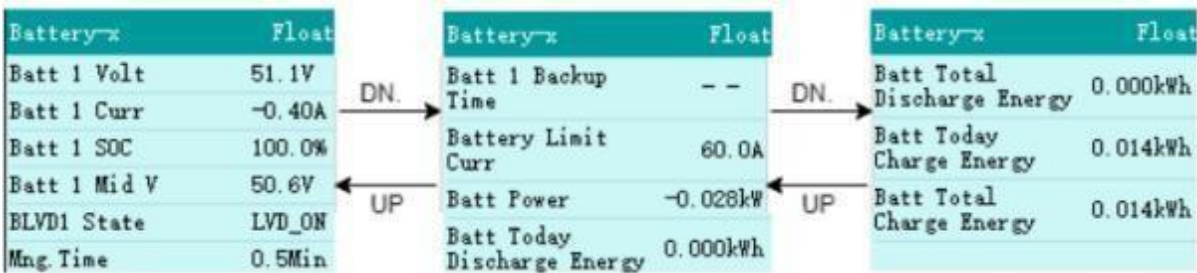 Battery-x Float
Batt 1 Volt 51.1V
Batt 1 Curr -0.40A
Batt 1 SOC 100.0%
Batt 1 Mid V 50.6V
BLVD1 State LVD_ON
Mng.Time 0.5Min
DN.
UP
Battery-x Float
Batt 1 Backup
Time --
Battery Limit
Curr 60.0A
Batt Power -0.028kW
Batt Today
Discharge Energy 0.000kWh
DN.
UP
Battery-x Float
Batt Total
Discharge Energy 0.000kWh
Batt Today
Charge Energy 0.014kWh
Batt Total
Charge Energy 0.014kWh